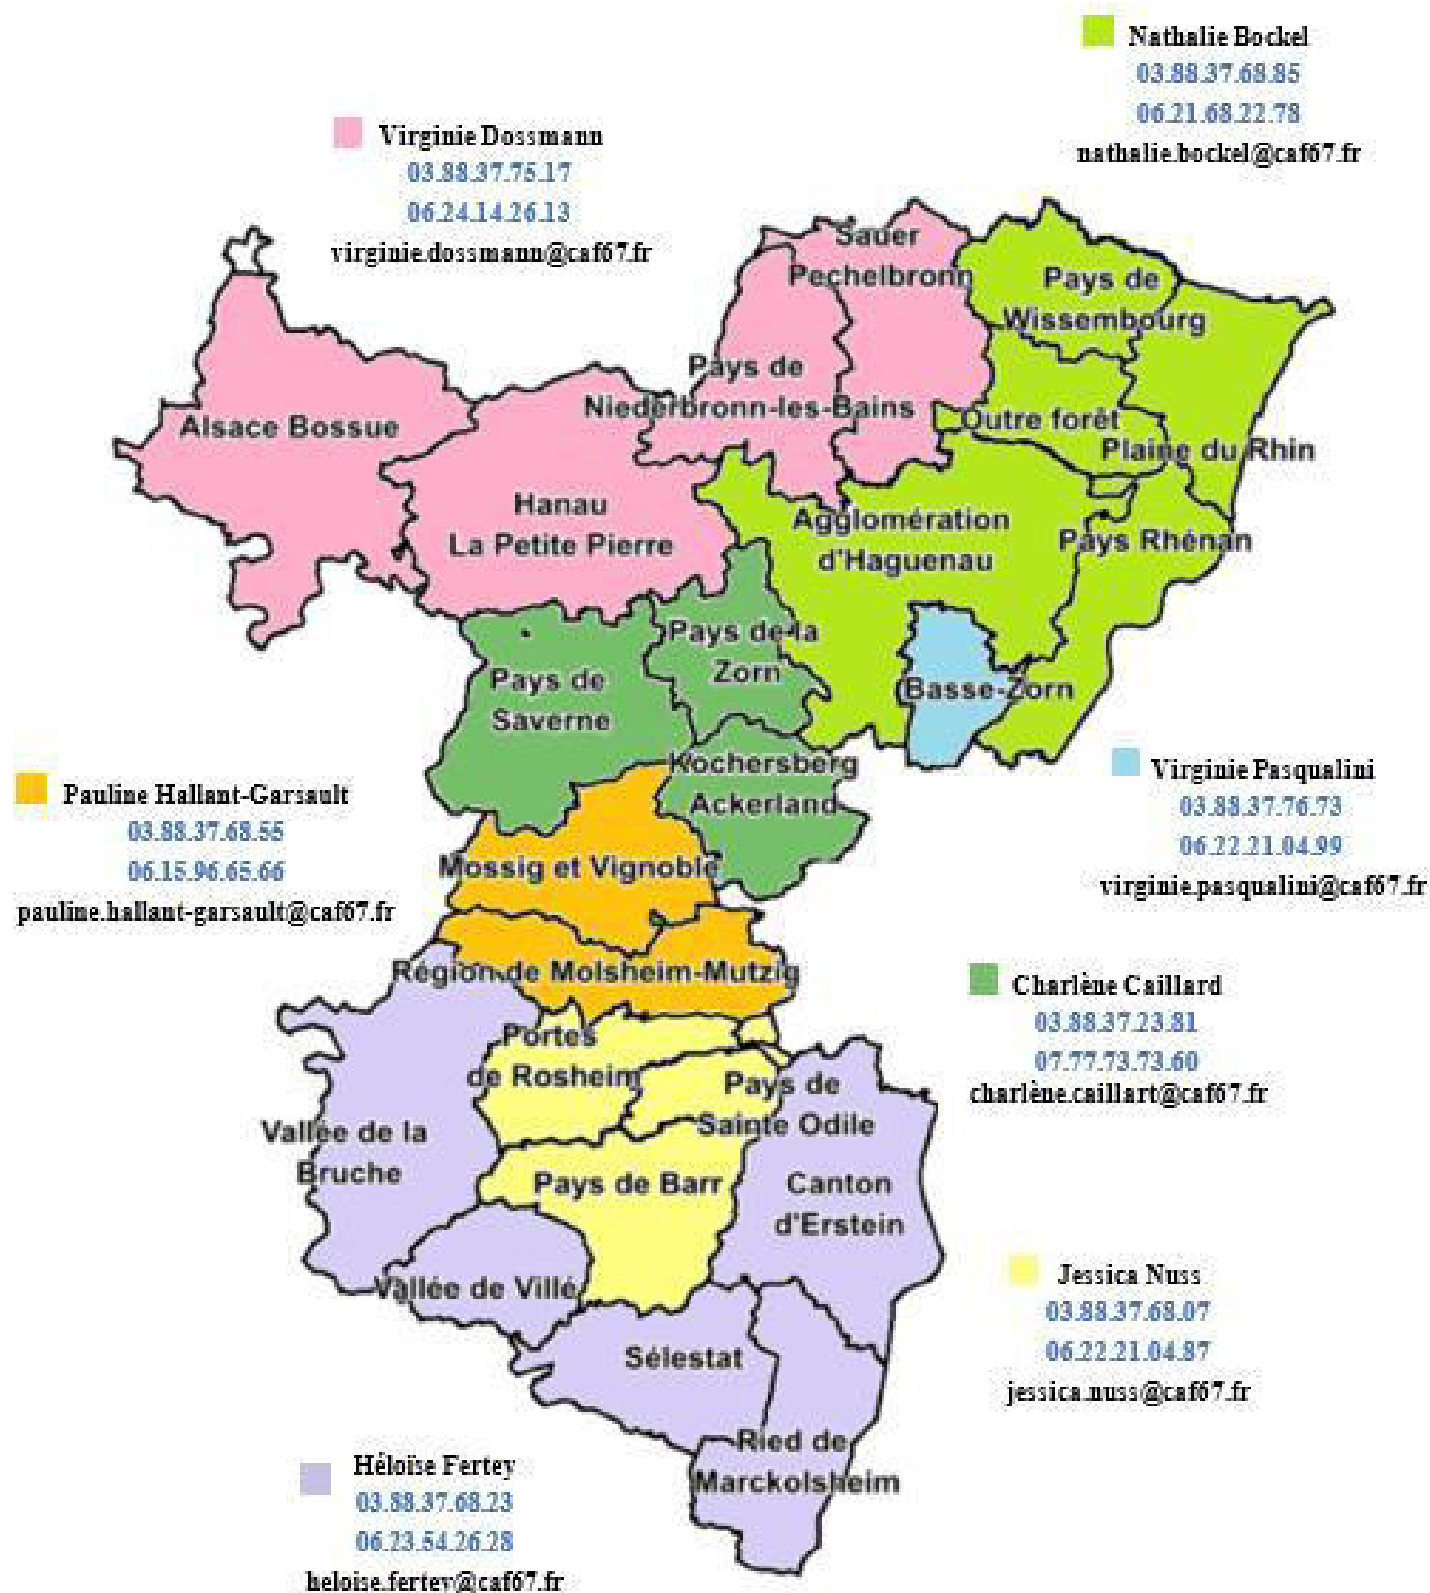 Nathalie Bockel
03.88.37.68.85
06.21.68.22.78
nathalie.bockel@caf67.fr
Virginie Dossmann
03.88.37.75.17
06.24.14.26.13
virginie.dossmann@caf67.fr
Sauer
Pechelbronn
Pays de
Wissembourg
Pays de
Niederbronn-les-Bains
Alsace Bossue
Outre forêt
Plaine du Rhin
Hanau
La Petite Pierre
Agglomération
d'Haguenau
Pays Rhénan
Pays de la
Zorn
Pays de
Saverne
Basse-Zorn
Kochersberg
Ackerland
Virginie Pasqualini
03.88.37.76.73
06.22.21.04.99
virginie.pasqualini@caf67.fr
Pauline Hallant-Garsault
03.88.37.68.55
06.15.96.65.66
pauline.hallant-garsault@caf67.fr
Mossig et Vignoble
Région de Molsheim-Mutzig
Charlène Caillard
03.88.37.23.81
07.77.73.73.60
charlène.caillart@caf67.fr
Portes
de Rosheim
Pays de
Sainte Odile
Vallée de la
Bruche
Pays de Barr
Canton
d'Erstein
Vallée de Villé
Jessica Nuss
03.88.37.68.07
06.22.21.04.87
jessica.nuss@caf67.fr
Sélestat
Ried de
Marckolsheim
Héloïse Fertey
03.88.37.68.23
06.23.54.26.28
heloise.fertey@caf67.fr